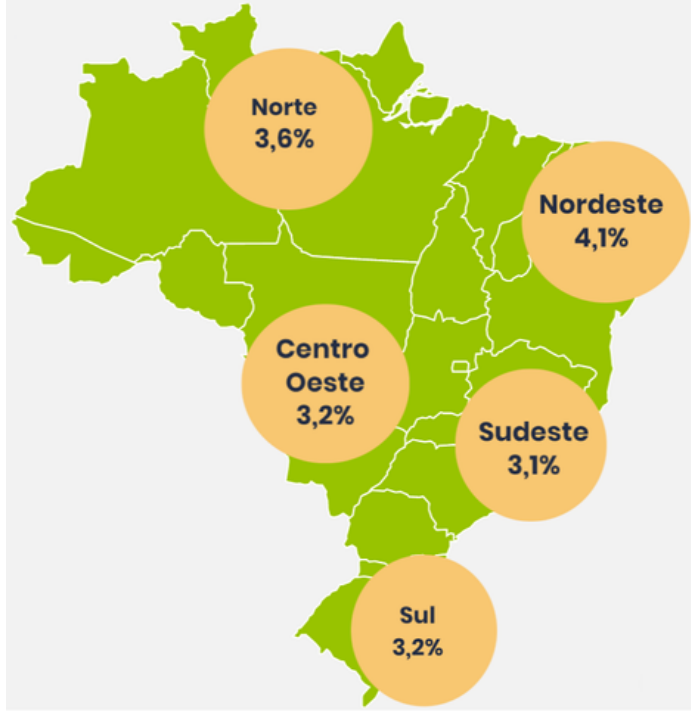 Norte
3,6%
Nordeste
4,1%
Centro
Oeste
3,2%
Sudeste
3,1%
Sul
3,2%